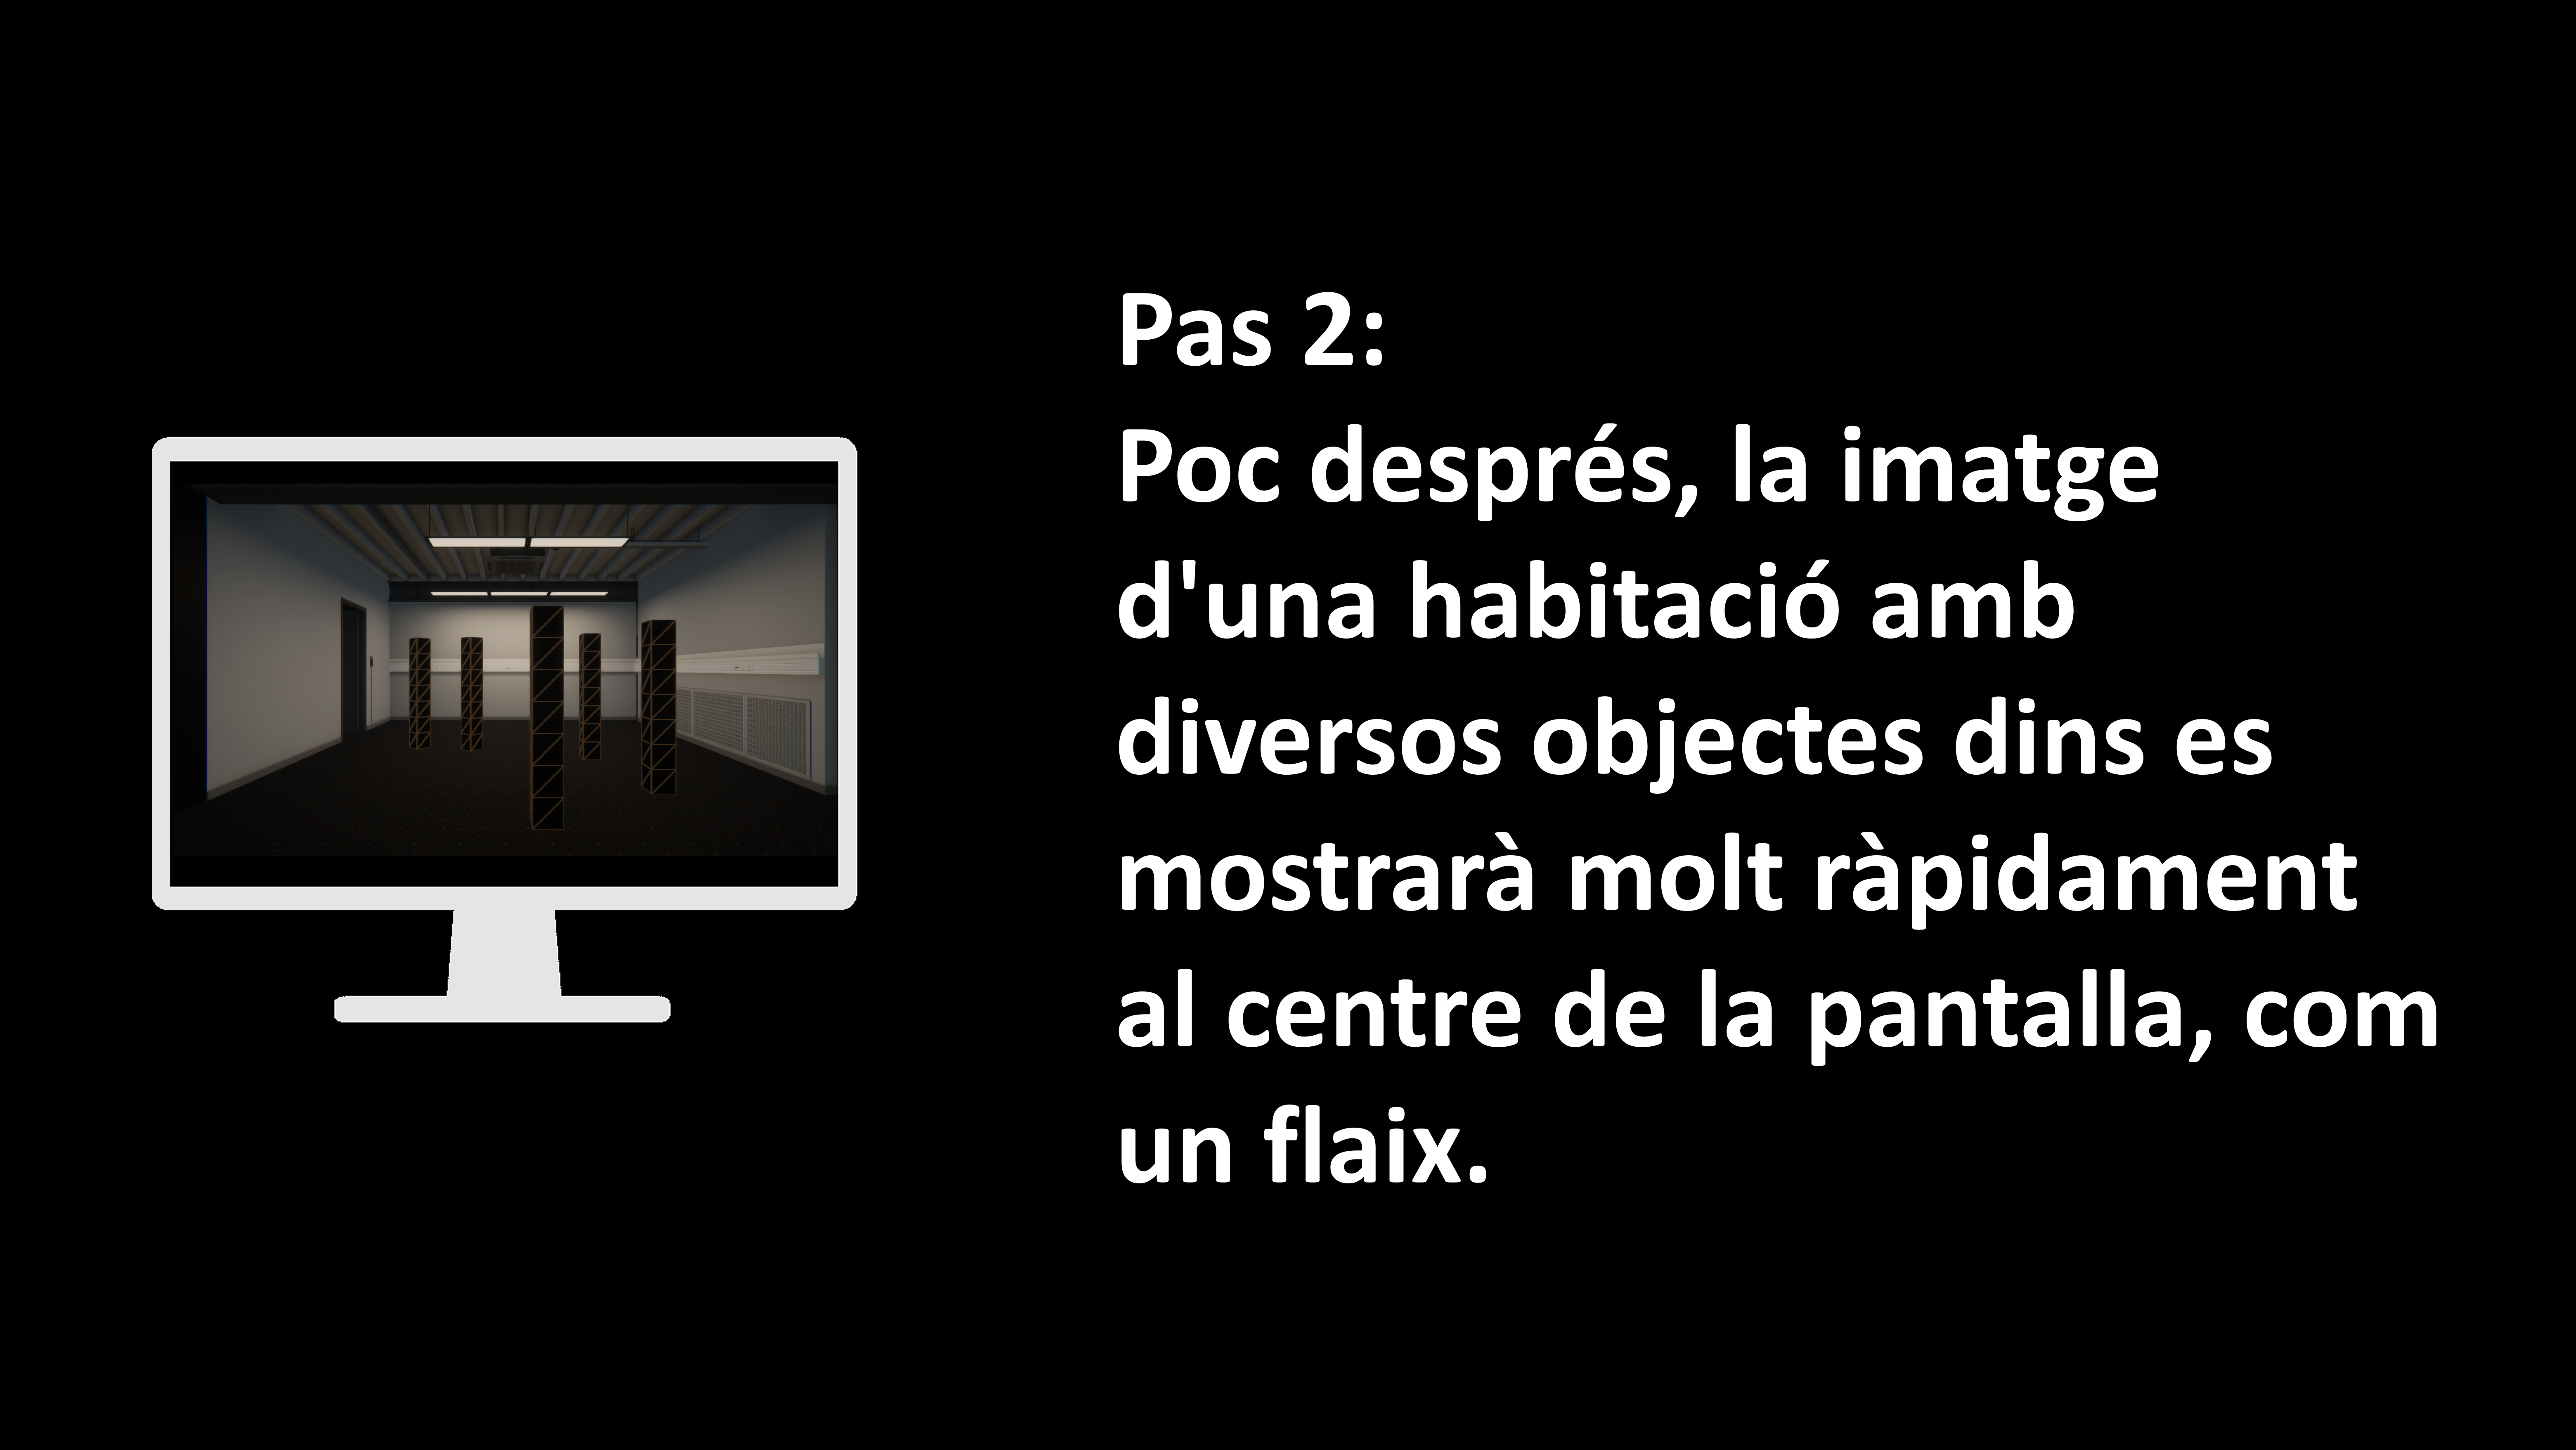 Pas 2:
Poc després, la imatge
d'una habitació amb
diversos objectes dins es
mostrarà molt ràpidament
al centre de la pantalla, com
un flaix.